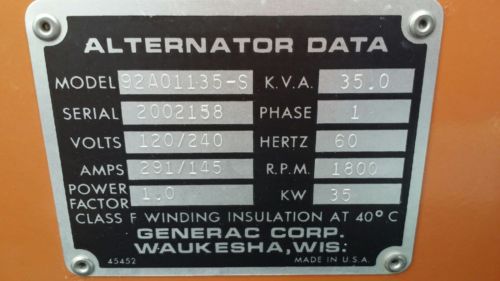 ALTERNATOR DATA
MODEL 92A01135-S K.V.A. 35.0
SERIAL 2002158 PHASE 1
VOLTS 120/240 HERTZ 60
AMPS 291/145 R.P.M. 1800
POWER FACTOR 1.0 KW 35
CLASS F WINDING INSULATION AT 40°C
GENERAC CORP.
WAUKESHA, WIS.
45452 MADE IN U.S.A.